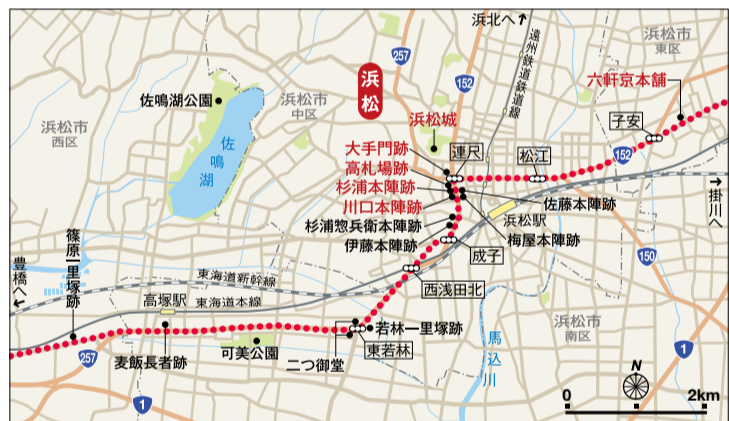 浜北へ
遠州鉄道鉄道線
257
152
浜松市
東区
六軒京本舗
浜松
佐鳴湖公園
浜松市
中区
浜松城
子安
浜松市
西区
佐鳴湖
大手門跡
連尺
松江
152
高札場跡
杉浦本陣跡
川口本陣跡
佐藤本陣跡
掛川へ
浜松駅
杉浦惣兵衛本陣跡
梅屋本陣跡
伊藤本陣跡
成子
150
篠原一里塚跡
豊橋へ
東海道新幹線
西浅田北
高塚駅
東海道本線
浜松市
南区
若林一里塚跡
馬込川
東若林
257
麦飯長者跡
可美公園
二つ御堂
1
N
0
2km
1